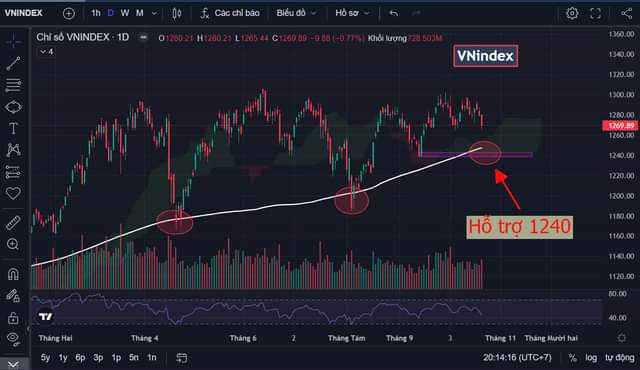 VNINDEX 1h D W M Các chỉ báo Biểu đồ Hồ sơ
Chỉ số VNINDEX · 1D O1280.21 H1280.21 L1265.44 C1269.89 −9.88 (−0.77%) Khối lượng 728.503M
4
VNindex
1360.00
1340.00
1320.00
1300.00
1280.00
1269.89
1260.00
1240.00
1220.00
1200.00
1180.00
1160.00
1140.00
1120.00
Hỗ trợ 1240
80.00
40.00
Tháng Hai Tháng 4 Tháng 6 2 Tháng Tám Tháng 9 3 Tháng 11 Tháng Mười hai
5y 1y 6p 3p 1p 5n 1n 20:14:16 (UTC+7) % log tự động